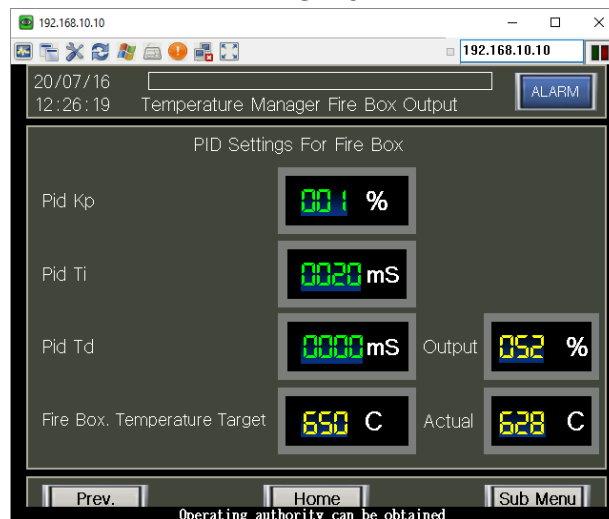 192.168.10.10
192.168.10.10
20/07/16
12:26:19 Temperature Manager Fire Box Output
ALARM
PID Settings For Fire Box
Pid Kp 001 %
Pid Ti 0020 mS
Pid Td 0000 mS Output 052 %
Fire Box. Temperature Target 650 C Actual 628 C
Prev. Home Sub Menu
Operating authority can be obtained